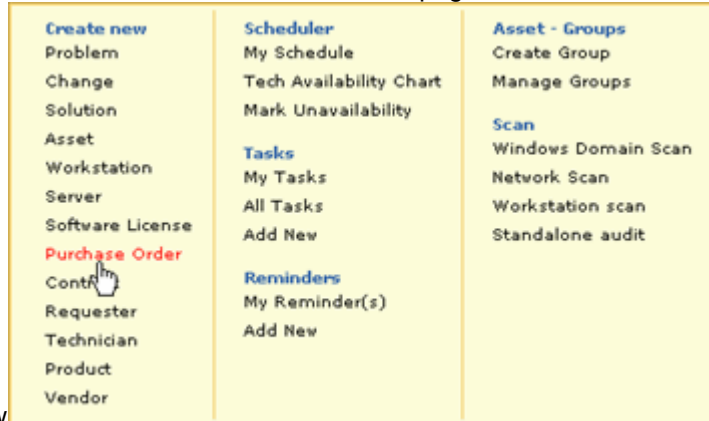 Create new
Problem
Change
Solution
Asset
Workstation
Server
Software License
Purchase Order
Requester
Technician
Product
Vendor
Scheduler
My Schedule
Tech Availability Chart
Mark Unavailability
Tasks
My Tasks
All Tasks
Add New
Reminders
My Reminder(s)
Add New
Asset - Groups
Create Group
Manage Groups
Scan
Windows Domain Scan
Network Scan
Workstation scan
Standalone audit